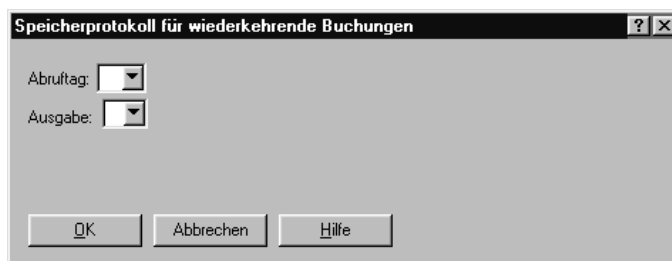 Speicherprotokoll für wiederkehrende Buchungen
Abruftag:
Ausgabe:
OK Abbrechen Hilfe